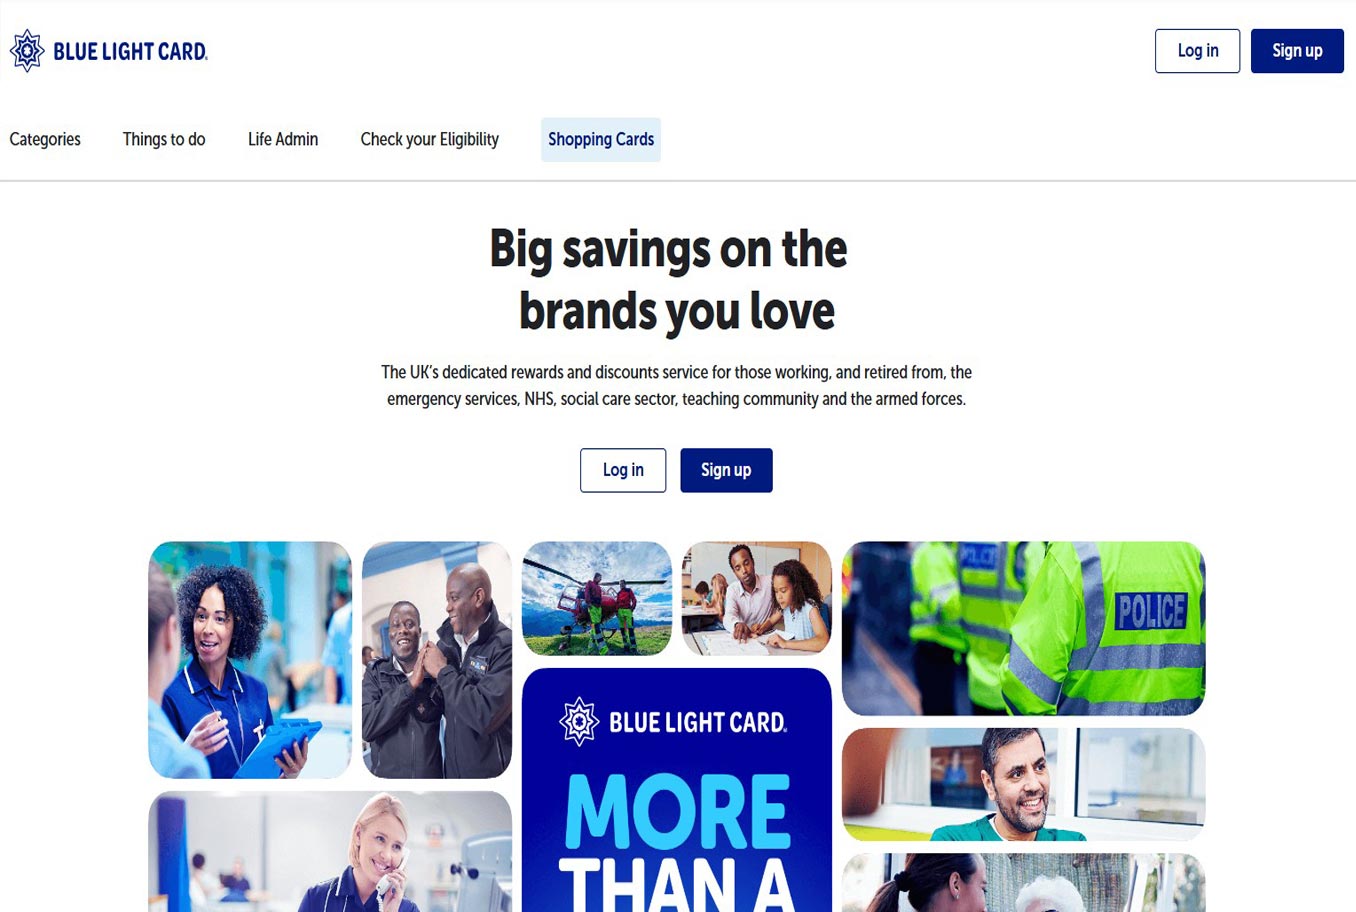 BLUE LIGHT CARD.
Log in
Sign up
Categories
Things to do
Life Admin
Check your Eligibility
Shopping Cards
Big savings on the
brands you love
The UK's dedicated rewards and discounts service for those working, and retired from, the
emergency services, NHS, social care sector, teaching community and the armed forces.
Log in
Sign up
POLICE
POLICE
BLUE LIGHT CARD.
MORE
THAN A